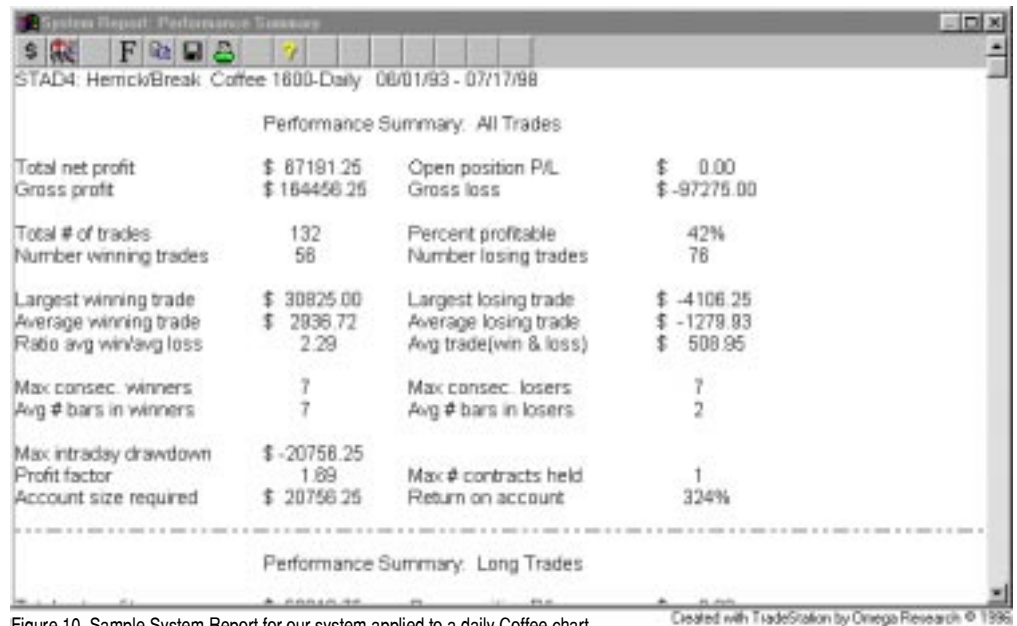 System Report: Performance Summary
$ F ?
STAD4: Herrick/Break Coffee 1600-Daily 06/01/93 - 07/17/98
Performance Summary: All Trades
Total net profit $ 67181.25 Open position P/L $ 0.00
Gross profit $ 164456.25 Gross loss $ -97275.00
Total # of trades 132 Percent profitable 42%
Number winning trades 56 Number losing trades 76
Largest winning trade $ 30825.00 Largest losing trade $ -4106.25
Average winning trade $ 2936.72 Average losing trade $ -1279.93
Ratio avg win/avg loss 2.29 Avg trade(win & loss) $ 508.95
Max consec. winners 7 Max consec. losers 7
Avg # bars in winners 7 Avg # bars in losers 2
Max intraday drawdown $ -20756.25
Profit factor 1.69 Max # contracts held 1
Account size required $ 20756.25 Return on account 324%
Performance Summary: Long Trades
Figure 10. Sample System Report for our system applied to a daily Coffee chart
Created with TradeStation by Omega Research © 1996